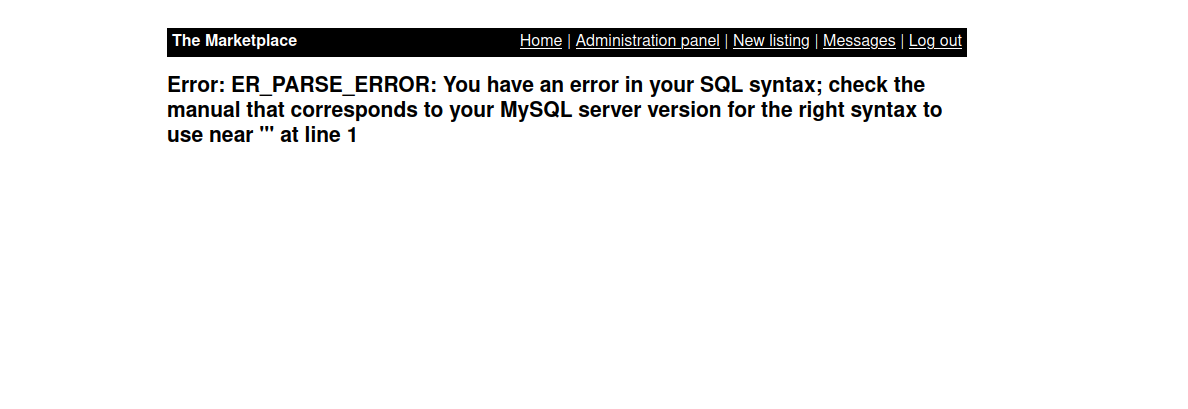 The Marketplace
Home | Administration panel | New listing | Messages | Log out
Error: ER_PARSE_ERROR: You have an error in your SQL syntax; check the
manual that corresponds to your MySQL server version for the right syntax to
use near ''' at line 1